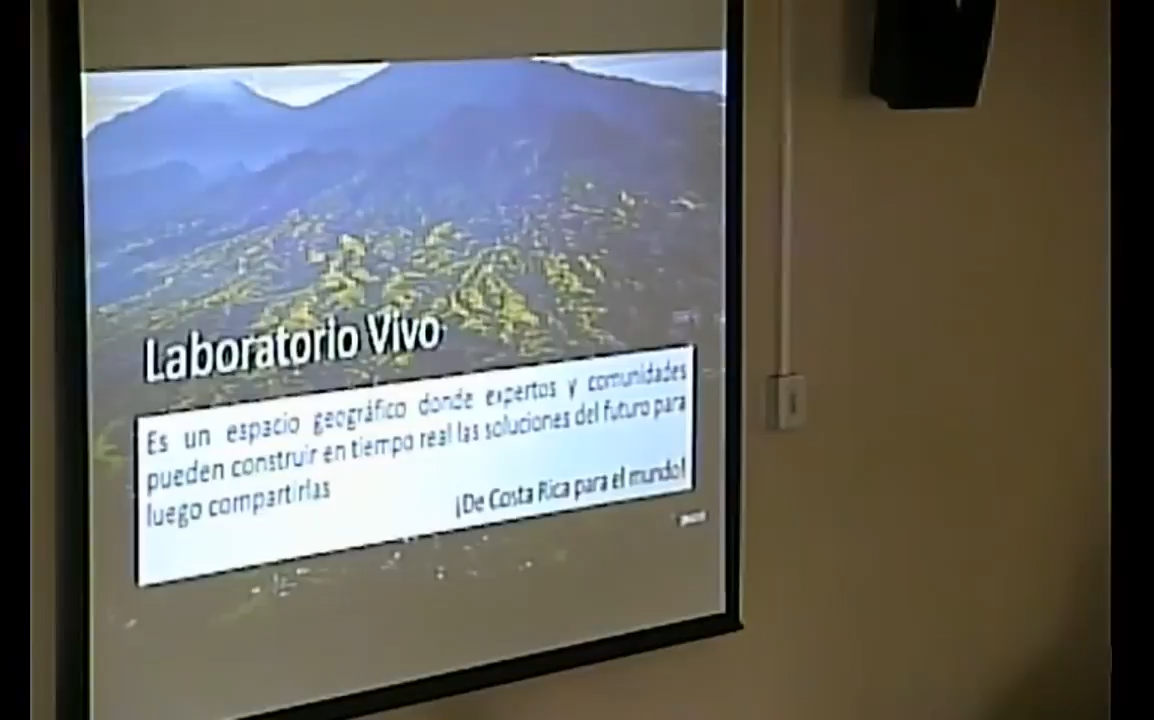 Laboratorio Vivo
Es un espacio geográfico donde expertos y comunidades
pueden construir en tiempo real las soluciones del futuro para
luego compartirlas
¡De Costa Rica para el mundo!